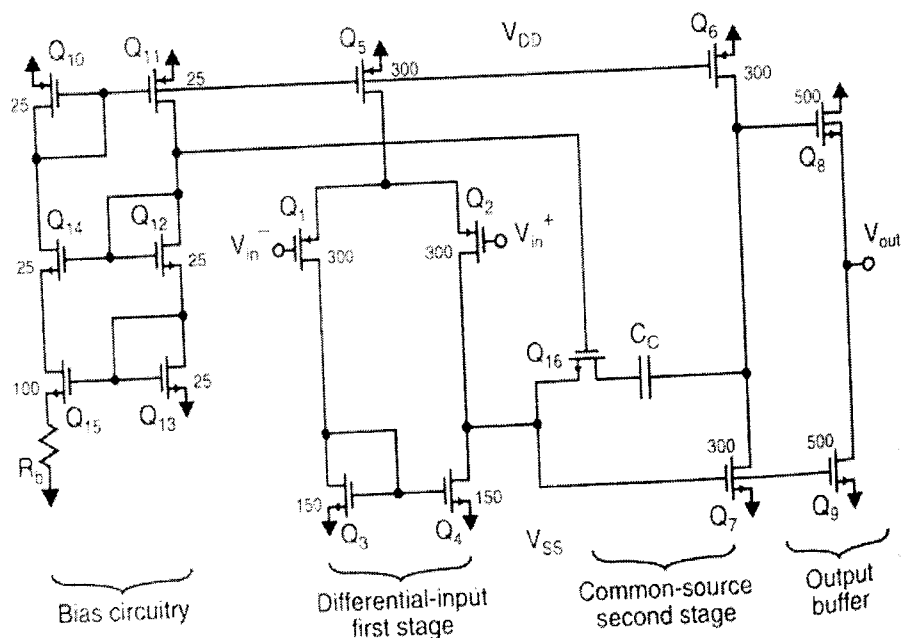 Q10
Q11
Q5
VDD
Q6
25
25
300
300
500
Q8
Q14
Q12
Q1
Q2
Vin−
Vin+
Vout
25
25
300
300
Q16
CC
100
25
Q15
Q13
Rb
300
500
150
150
Q3
Q4
VSS
Q7
Q9
Bias circuitry
Differential-input
first stage
Common-source
second stage
Output
buffer